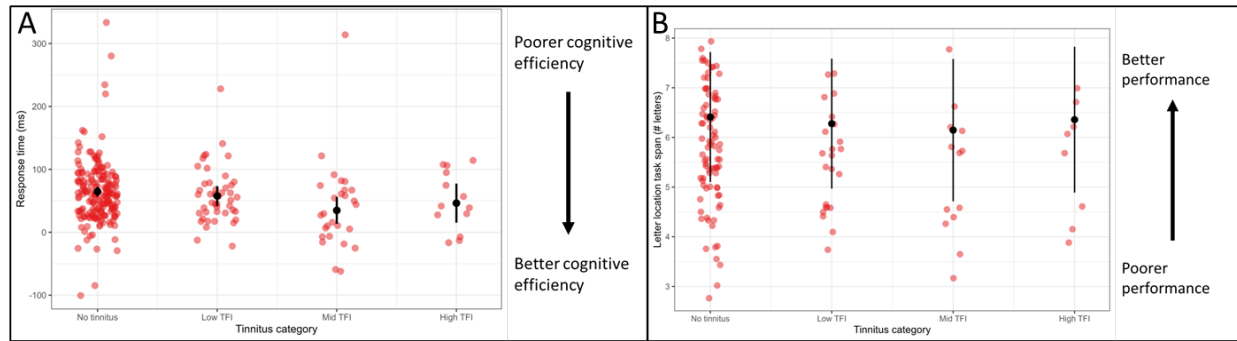 A
Response time (ms)
300
200
100
0
-100
No tinnitus
Low TFI
Mid TFI
High TFI
Tinnitus category
Poorer cognitive
efficiency
Better cognitive
efficiency
B
Letter location task span (# letters)
8
7
6
5
4
3
No tinnitus
Low TFI
Mid TFI
High TFI
Tinnitus category
Better
performance
Poorer
performance